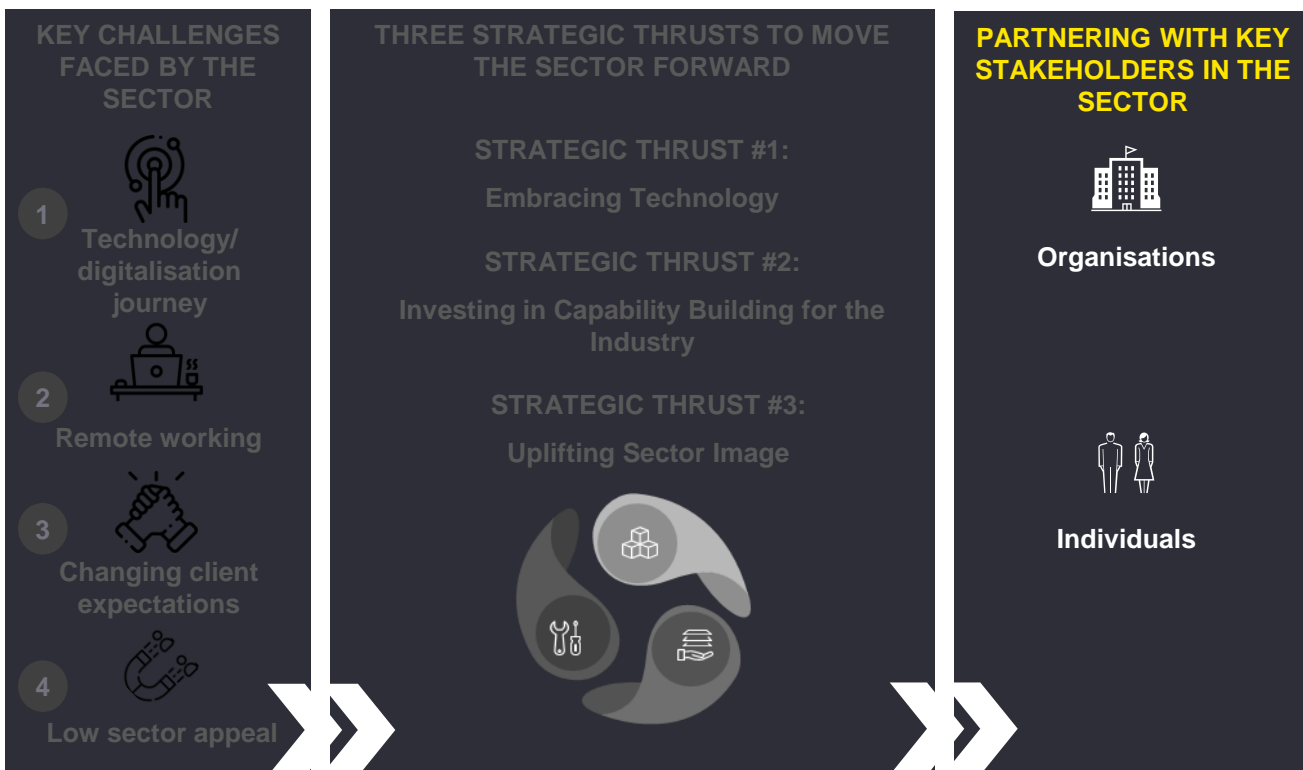 KEY CHALLENGES
FACED BY THE
SECTOR
1
Technology/
digitalisation
journey
2
Remote working
3
Changing client
expectations
4
Low sector appeal
THREE STRATEGIC THRUSTS TO MOVE
THE SECTOR FORWARD
STRATEGIC THRUST #1:
Embracing Technology
STRATEGIC THRUST #2:
Investing in Capability Building for the
Industry
STRATEGIC THRUST #3:
Uplifting Sector Image
PARTNERING WITH KEY
STAKEHOLDERS IN THE
SECTOR
Organisations
Individuals